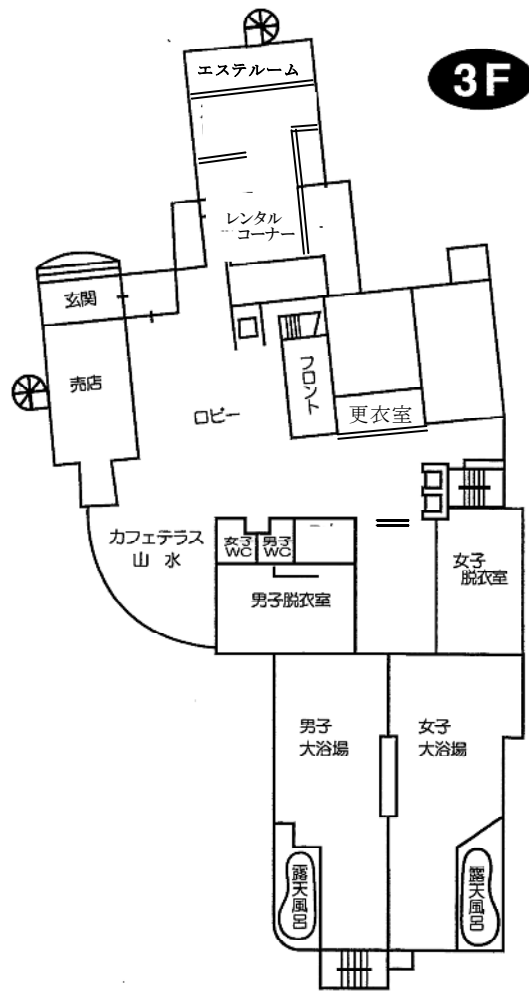 3F
エステルーム
レンタル
コーナー
玄関
売店
ロビー
フロント
更衣室
カフェテラス
山 水
女子
WC
男子
WC
男子脱衣室
女子
脱衣室
男子
大浴場
女子
大浴場
露天風呂
露天風呂